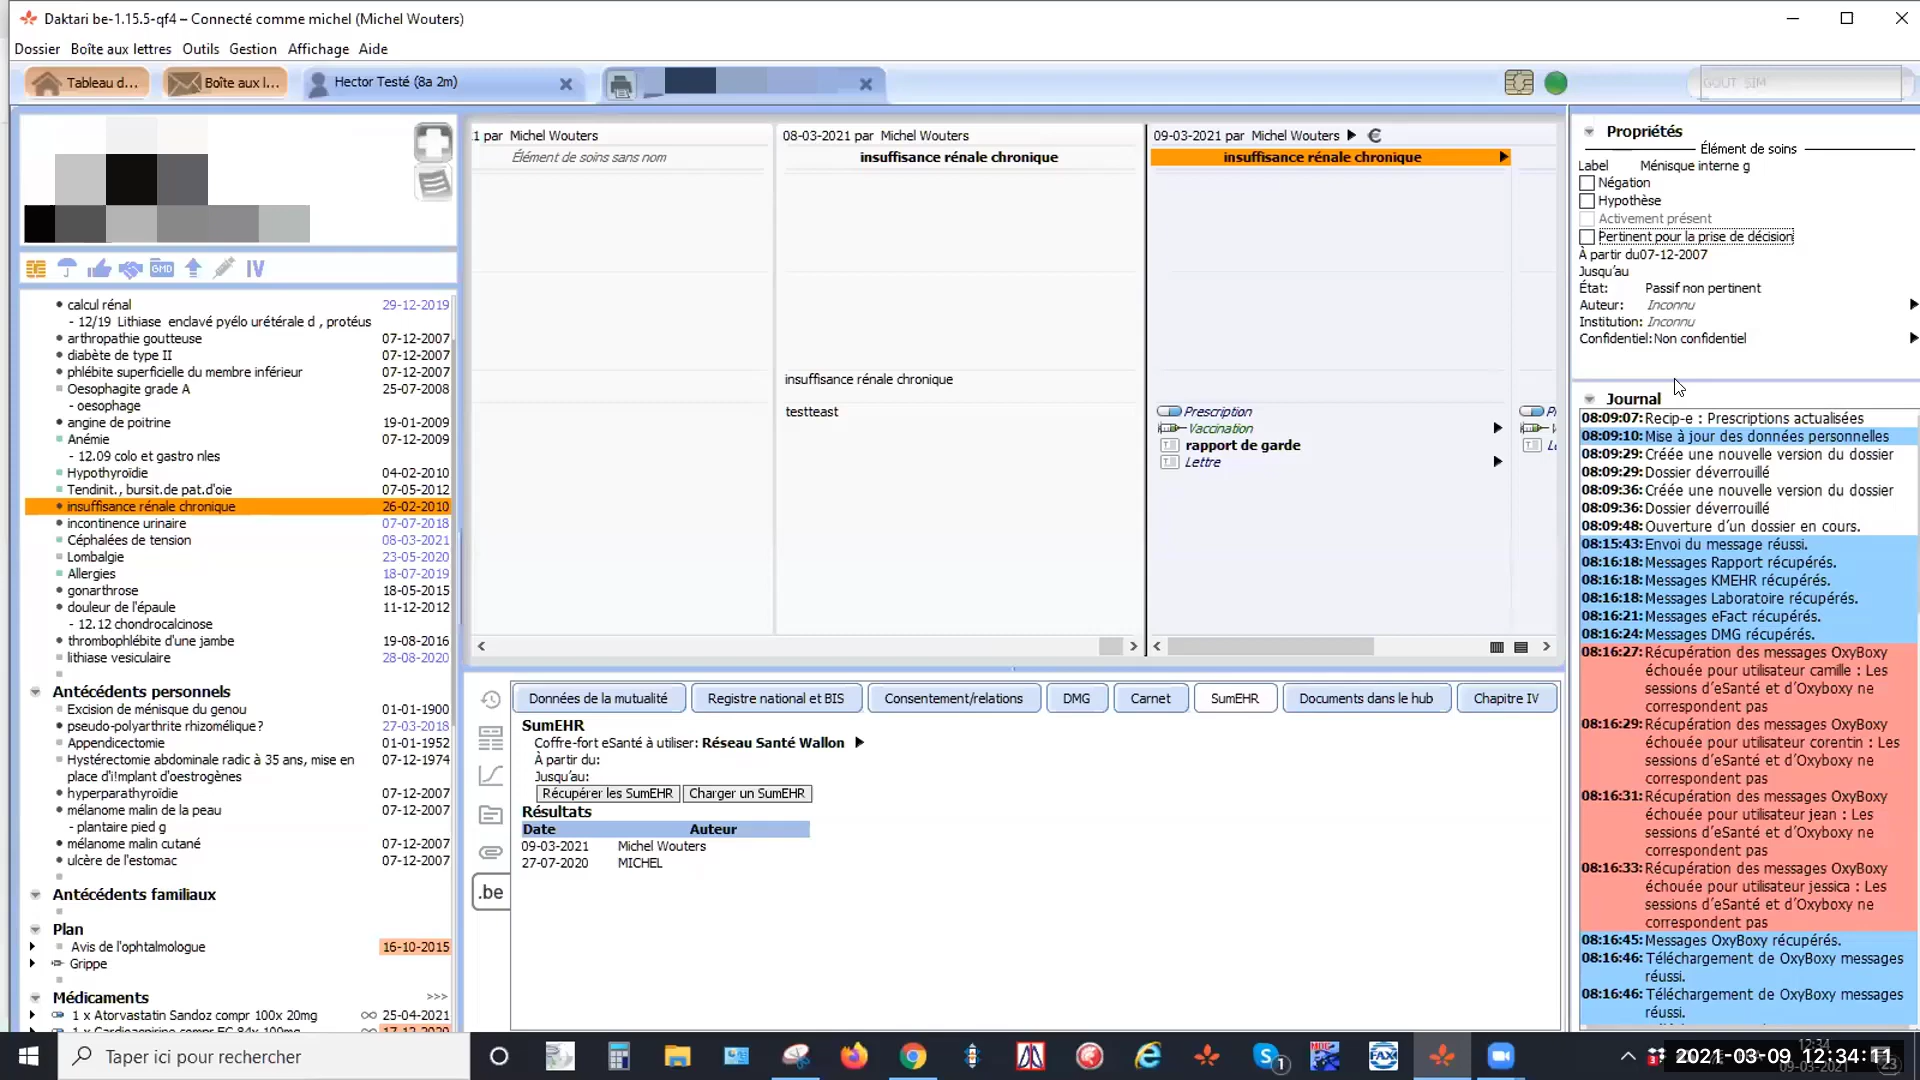 Daktari be-1.15.5-qf4 – Connecté comme michel (Michel Wouters)
Dossier Boîte aux lettres Outils Gestion Affichage Aide
Tableau d... Boîte aux l... Hector Testé (8a 2m)
GOUT SIM
GMD IV
calcul rénal 29-12-2019
- 12/19 Lithiase enclavé pyélo urétérale d , protéus
arthropathie goutteuse 07-12-2007
diabète de type II 07-12-2007
phlébite superficielle du membre inférieur 07-12-2007
Oesophagite grade A 25-07-2008
- oesophage
angine de poitrine 19-01-2009
Anémie 07-12-2009
- 12.09 colo et gastro nles
Hypothyroïdie 04-02-2010
Tendinit., bursit.de pat.d'oie 07-05-2012
insuffisance rénale chronique 26-02-2010
incontinence urinaire 07-07-2018
Céphalées de tension 08-03-2021
Lombalgie 23-05-2020
Allergies 18-07-2019
gonarthrose 18-05-2015
douleur de l'épaule 11-12-2012
- 12.12 chondrocalcinose
thrombophlébite d'une jambe 19-08-2016
lithiase vesiculaire 28-08-2020
Antécédents personnels
Excision de ménisque du genou 01-01-1900
pseudo-polyarthrite rhizomélique? 27-03-2018
Appendicectomie 01-01-1952
Hystérectomie abdominale radic à 35 ans, mise en 07-12-1974
place d'i!mplant d'oestrogènes
hyperparathyroïdie 07-12-2007
mélanome malin de la peau 07-12-2007
- plantaire pied g
mélanome malin cutané 07-12-2007
ulcère de l'estomac 07-12-2007
Antécédents familiaux
Plan
Avis de l'ophtalmologue 16-10-2015
Grippe
Médicaments >>>
1 x Atorvastatin Sandoz compr 100x 20mg ∞ 25-04-2021
1 x Cardioaspirine compr EC 84x 100mg ∞ 17-12-2020
1 par Michel Wouters
Élément de soins sans nom
08-03-2021 par Michel Wouters
insuffisance rénale chronique
insuffisance rénale chronique
testteast
09-03-2021 par Michel Wouters €
insuffisance rénale chronique
Prescription
Vaccination
rapport de garde
Lettre
Données de la mutualité Registre national et BIS Consentement/relations DMG Carnet SumEHR Documents dans le hub Chapitre IV
SumEHR
Coffre-fort eSanté à utiliser: Réseau Santé Wallon
À partir du:
Jusqu'au:
Récupérer les SumEHR Charger un SumEHR
Résultats
Date Auteur
09-03-2021 Michel Wouters
27-07-2020 MICHEL
.be
Propriétés
Élément de soins
Label Ménisque interne g
Négation
Hypothèse
Activement présent
Pertinent pour la prise de décision
À partir du07-12-2007
Jusqu'au
État: Passif non pertinent
Auteur: Inconnu
Institution: Inconnu
Confidentiel:Non confidentiel
Journal
08:09:07: Recip-e : Prescriptions actualisées
08:09:10: Mise à jour des données personnelles
08:09:29: Créée une nouvelle version du dossier
08:09:29: Dossier déverrouillé
08:09:36: Créée une nouvelle version du dossier
08:09:36: Dossier déverrouillé
08:09:48: Ouverture d'un dossier en cours.
08:15:43: Envoi du message réussi.
08:16:18: Messages Rapport récupérés.
08:16:18: Messages KMEHR récupérés.
08:16:18: Messages Laboratoire récupérés.
08:16:21: Messages eFact récupérés.
08:16:24: Messages DMG récupérés.
08:16:27: Récupération des messages OxyBoxy
échouée pour utilisateur camille : Les
sessions d'eSanté et d'Oxyboxy ne
correspondent pas
08:16:29: Récupération des messages OxyBoxy
échouée pour utilisateur corentin : Les
sessions d'eSanté et d'Oxyboxy ne
correspondent pas
08:16:31: Récupération des messages OxyBoxy
échouée pour utilisateur jean : Les
sessions d'eSanté et d'Oxyboxy ne
correspondent pas
08:16:33: Récupération des messages OxyBoxy
échouée pour utilisateur jessica : Les
sessions d'eSanté et d'Oxyboxy ne
correspondent pas
08:16:45: Messages OxyBoxy récupérés.
08:16:46: Téléchargement de OxyBoxy messages
réussi.
08:16:46: Téléchargement de OxyBoxy messages
réussi.
Taper ici pour rechercher
FAX
2021-03-09 12:34:11
12:34
09-03-2021
23